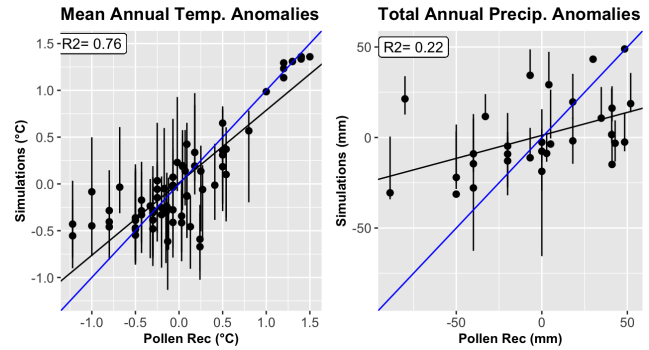 Mean Annual Temp. Anomalies
R2= 0.76
1.5
1.0
0.5
0.0
-0.5
-1.0
Simulations (°C)
-1.0 -0.5 0.0 0.5 1.0 1.5
Pollen Rec (°C)
Total Annual Precip. Anomalies
R2= 0.22
50
0
-50
Simulations (mm)
-50 0 50
Pollen Rec (mm)